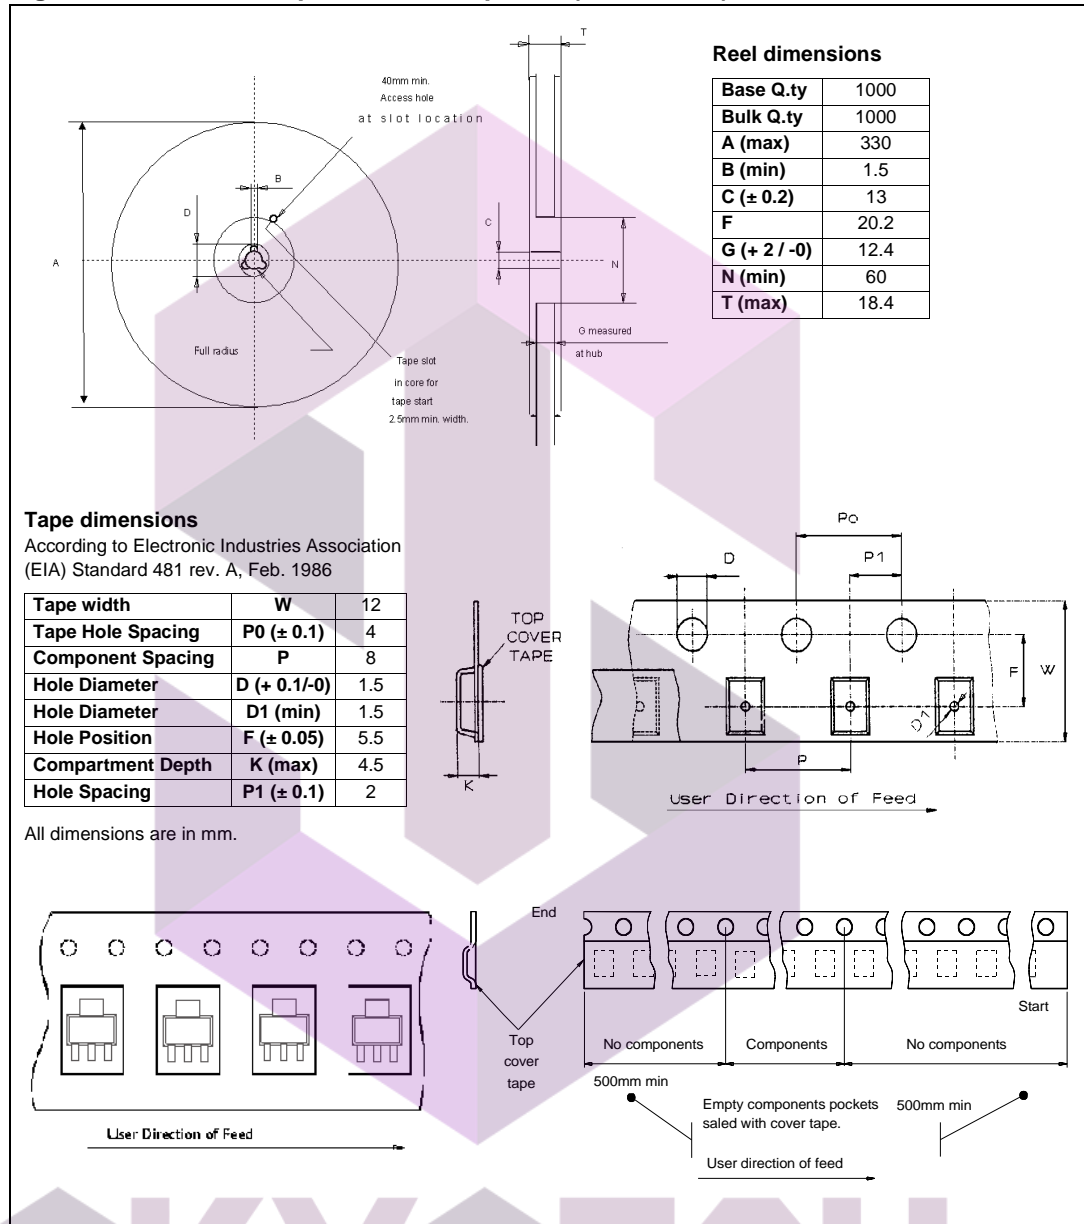 T
40mm min.
Access hole
at slot location
B
D
A
C
N
Full radius
Tape slot
in core for
tape start
2.5mm min. width.
G measured
at hub
Reel dimensions
Base Q.ty 1000
Bulk Q.ty 1000
A (max) 330
B (min) 1.5
C (± 0.2) 13
F 20.2
G (+ 2 / -0) 12.4
N (min) 60
T (max) 18.4
Tape dimensions
According to Electronic Industries Association
(EIA) Standard 481 rev. A, Feb. 1986
Tape width W 12
Tape Hole Spacing P0 (± 0.1) 4
Component Spacing P 8
Hole Diameter D (+ 0.1/-0) 1.5
Hole Diameter D1 (min) 1.5
Hole Position F (± 0.05) 5.5
Compartment Depth K (max) 4.5
Hole Spacing P1 (± 0.1) 2
All dimensions are in mm.
TOP
COVER
TAPE
K
Po
D
P1
F
W
D1
P
User Direction of Feed
User Direction of Feed
End
Start
Top
cover
tape
No components
Components
No components
500mm min
Empty components pockets
saled with cover tape.
500mm min
User direction of feed